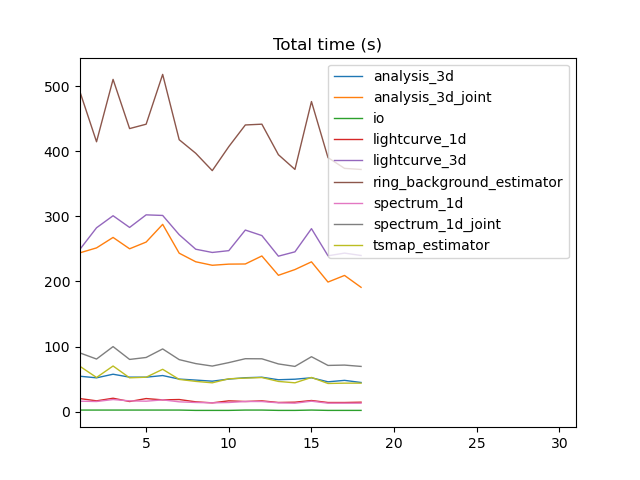 Total time (s)
500
400
300
200
100
0
5
10
15
20
25
30
analysis_3d
analysis_3d_joint
io
lightcurve_1d
lightcurve_3d
ring_background_estimator
spectrum_1d
spectrum_1d_joint
tsmap_estimator